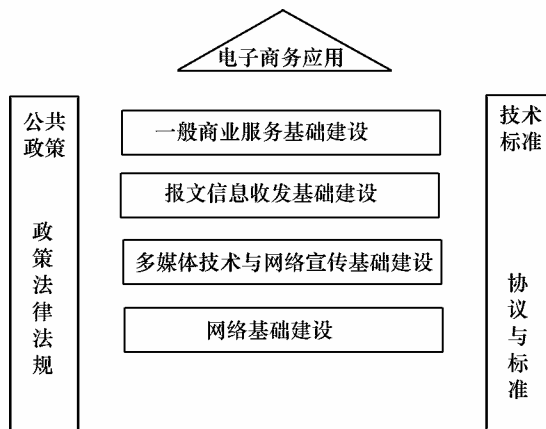 电子商务应用
公共
政策
政策法律法规
一般商业服务基础建设
报文信息收发基础建设
多媒体技术与网络宣传基础建设
网络基础建设
技术
标准
协议与标准